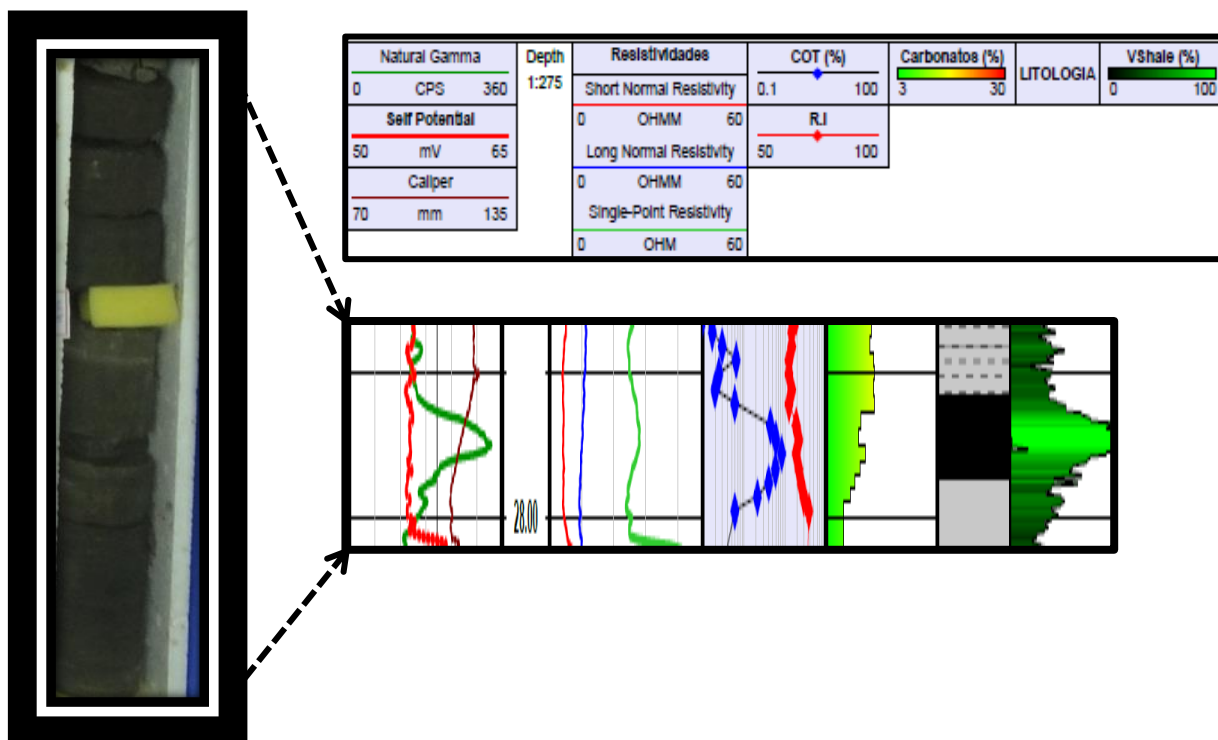 Natural Gamma
0 CPS 360
Self Potential
50 mV 65
Caliper
70 mm 135
Depth
1:275
Resistividades
Short Normal Resistivity
0 OHMM 60
Long Normal Resistivity
0 OHMM 60
Single-Point Resistivity
0 OHM 60
COT (%)
0.1 100
R.I
50 100
Carbonatos (%)
3 30
LITOLOGIA
VShale (%)
0 100
28.00